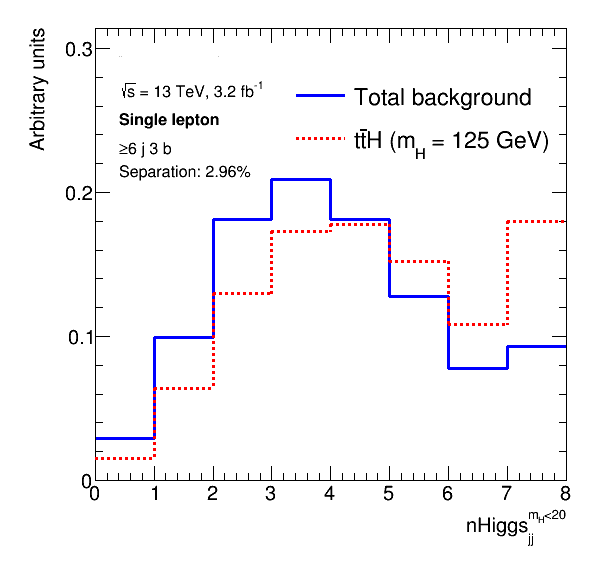 Arbitrary units
0.3
0.2
0.1
0
√s = 13 TeV, 3.2 fb⁻¹
Single lepton
≥6 j 3 b
Separation: 2.96%
Total background
tt̄H (m_H = 125 GeV)
0 1 2 3 4 5 6 7 8
nHiggs_jj^{m_H<20}